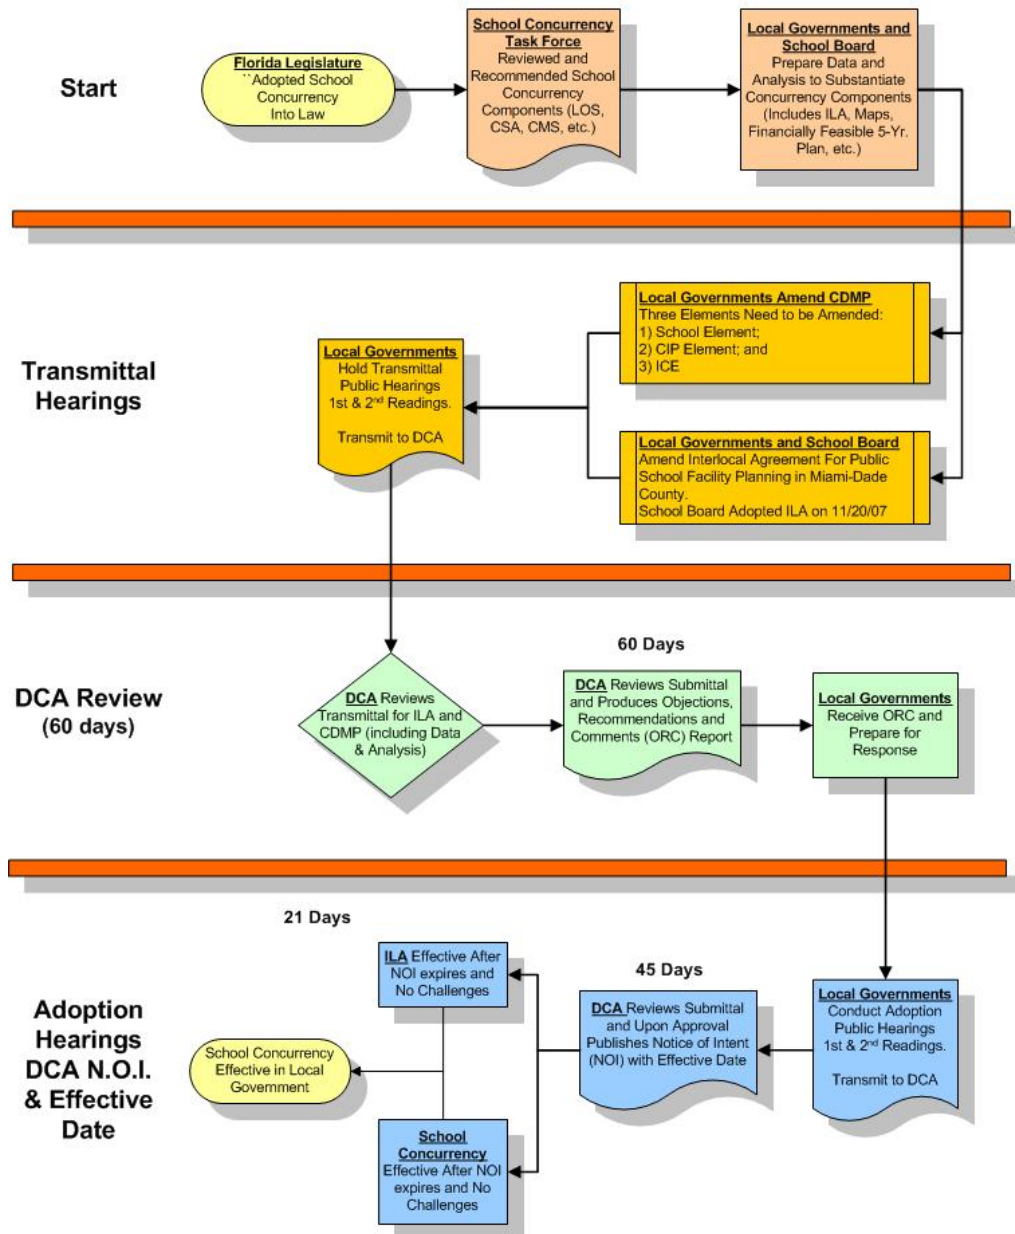 Start
Florida Legislature
``Adopted School
Concurrency
Into Law
School Concurrency
Task Force
Reviewed and
Recommended School
Concurrency
Components (LOS,
CSA, CMS, etc.)
Local Governments and
School Board
Prepare Data and
Analysis to Substantiate
Concurrency Components
(Includes ILA, Maps,
Financially Feasible 5-Yr.
Plan, etc.)
Transmittal
Hearings
Local Governments Amend CDMP
Three Elements Need to be Amended:
1) School Element;
2) CIP Element; and
3) ICE
Local Governments
Hold Transmittal
Public Hearings
1st & 2nd Readings.
Transmit to DCA
Local Governments and School Board
Amend Interlocal Agreement For Public
School Facility Planning in Miami-Dade
County.
School Board Adopted ILA on 11/20/07
DCA Review
(60 days)
60 Days
DCA Reviews
Transmittal for ILA and
CDMP (including Data
& Analysis)
DCA Reviews Submittal
and Produces Objections,
Recommendations and
Comments (ORC) Report
Local Governments
Receive ORC and
Prepare for
Response
Adoption
Hearings
DCA N.O.I.
& Effective
Date
21 Days
45 Days
ILA Effective After
NOI expires and
No Challenges
DCA Reviews Submittal
and Upon Approval
Publishes Notice of Intent
(NOI) with Effective Date
Local Governments
Conduct Adoption
Public Hearings
1st & 2nd Readings.
Transmit to DCA
School Concurrency
Effective in Local
Government
School
Concurrency
Effective After NOI
expires and No
Challenges